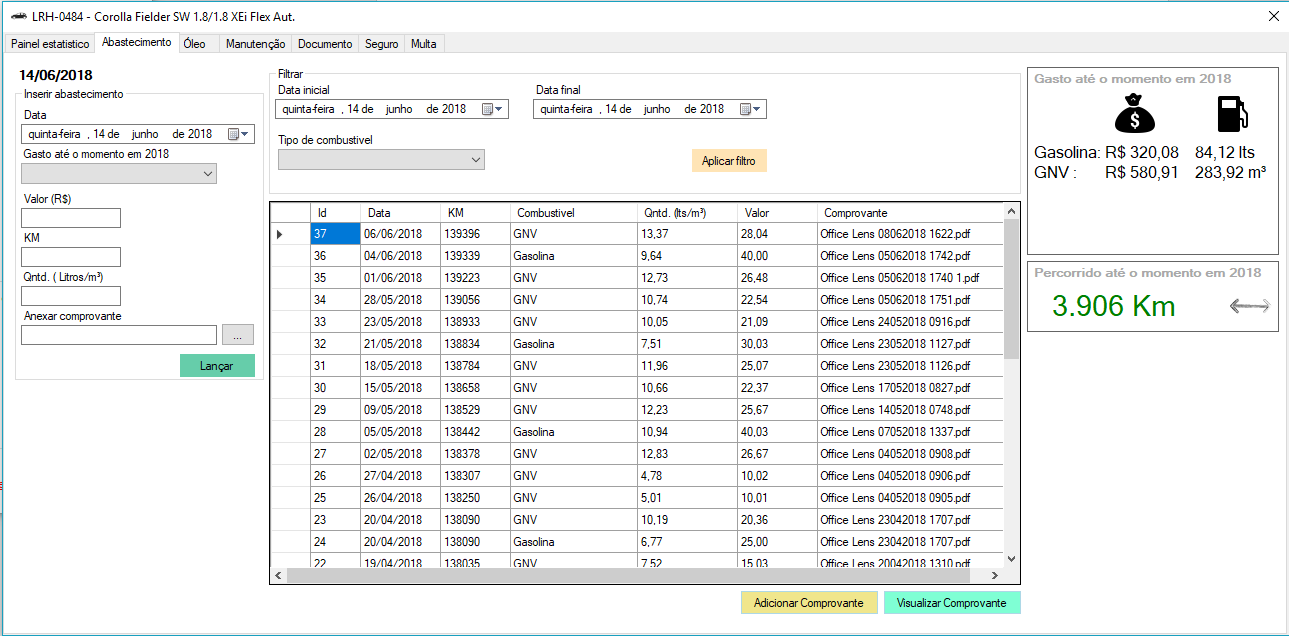 LRH-0484 - Corolla Fielder SW 1.8/1.8 XEi Flex Aut.
Painel estatistico Abastecimento Óleo Manutenção Documento Seguro Multa
14/06/2018
Inserir abastecimento
Data
quinta-feira , 14 de junho de 2018
Gasto até o momento em 2018
Valor (R$)
KM
Qntd. ( Litros/m³)
Anexar comprovante
...
Lançar
Filtrar
Data inicial Data final
quinta-feira , 14 de junho de 2018 quinta-feira , 14 de junho de 2018
Tipo de combustivel
Aplicar filtro
Id Data KM Combustivel Qntd. (lts/m³) Valor Comprovante
37 06/06/2018 139396 GNV 13,37 28,04 Office Lens 08062018 1622.pdf
36 04/06/2018 139339 Gasolina 9,64 40,00 Office Lens 05062018 1742.pdf
35 01/06/2018 139223 GNV 12,73 26,48 Office Lens 05062018 1740 1.pdf
34 28/05/2018 139056 GNV 10,74 22,54 Office Lens 05062018 1751.pdf
33 23/05/2018 138933 GNV 10,05 21,09 Office Lens 24052018 0916.pdf
32 21/05/2018 138834 Gasolina 7,51 30,03 Office Lens 23052018 1127.pdf
31 18/05/2018 138784 GNV 11,96 25,07 Office Lens 23052018 1126.pdf
30 15/05/2018 138658 GNV 10,66 22,37 Office Lens 17052018 0827.pdf
29 09/05/2018 138529 GNV 12,23 25,67 Office Lens 14052018 0748.pdf
28 05/05/2018 138442 Gasolina 10,94 40,03 Office Lens 07052018 1337.pdf
27 02/05/2018 138378 GNV 12,83 26,67 Office Lens 04052018 0908.pdf
26 27/04/2018 138307 GNV 4,78 10,02 Office Lens 04052018 0906.pdf
25 26/04/2018 138250 GNV 5,01 10,01 Office Lens 04052018 0905.pdf
23 20/04/2018 138090 GNV 10,19 20,36 Office Lens 23042018 1707.pdf
24 20/04/2018 138090 Gasolina 6,77 25,00 Office Lens 23042018 1707.pdf
22 19/04/2018 138035 GNV 7,52 15,03 Office Lens 20042018 1310.pdf
Adicionar Comprovante Visualizar Comprovante
Gasto até o momento em 2018
$
Gasolina: R$ 320,08 84,12 lts
GNV : R$ 580,91 283,92 m³
Percorrido até o momento em 2018
3.906 Km